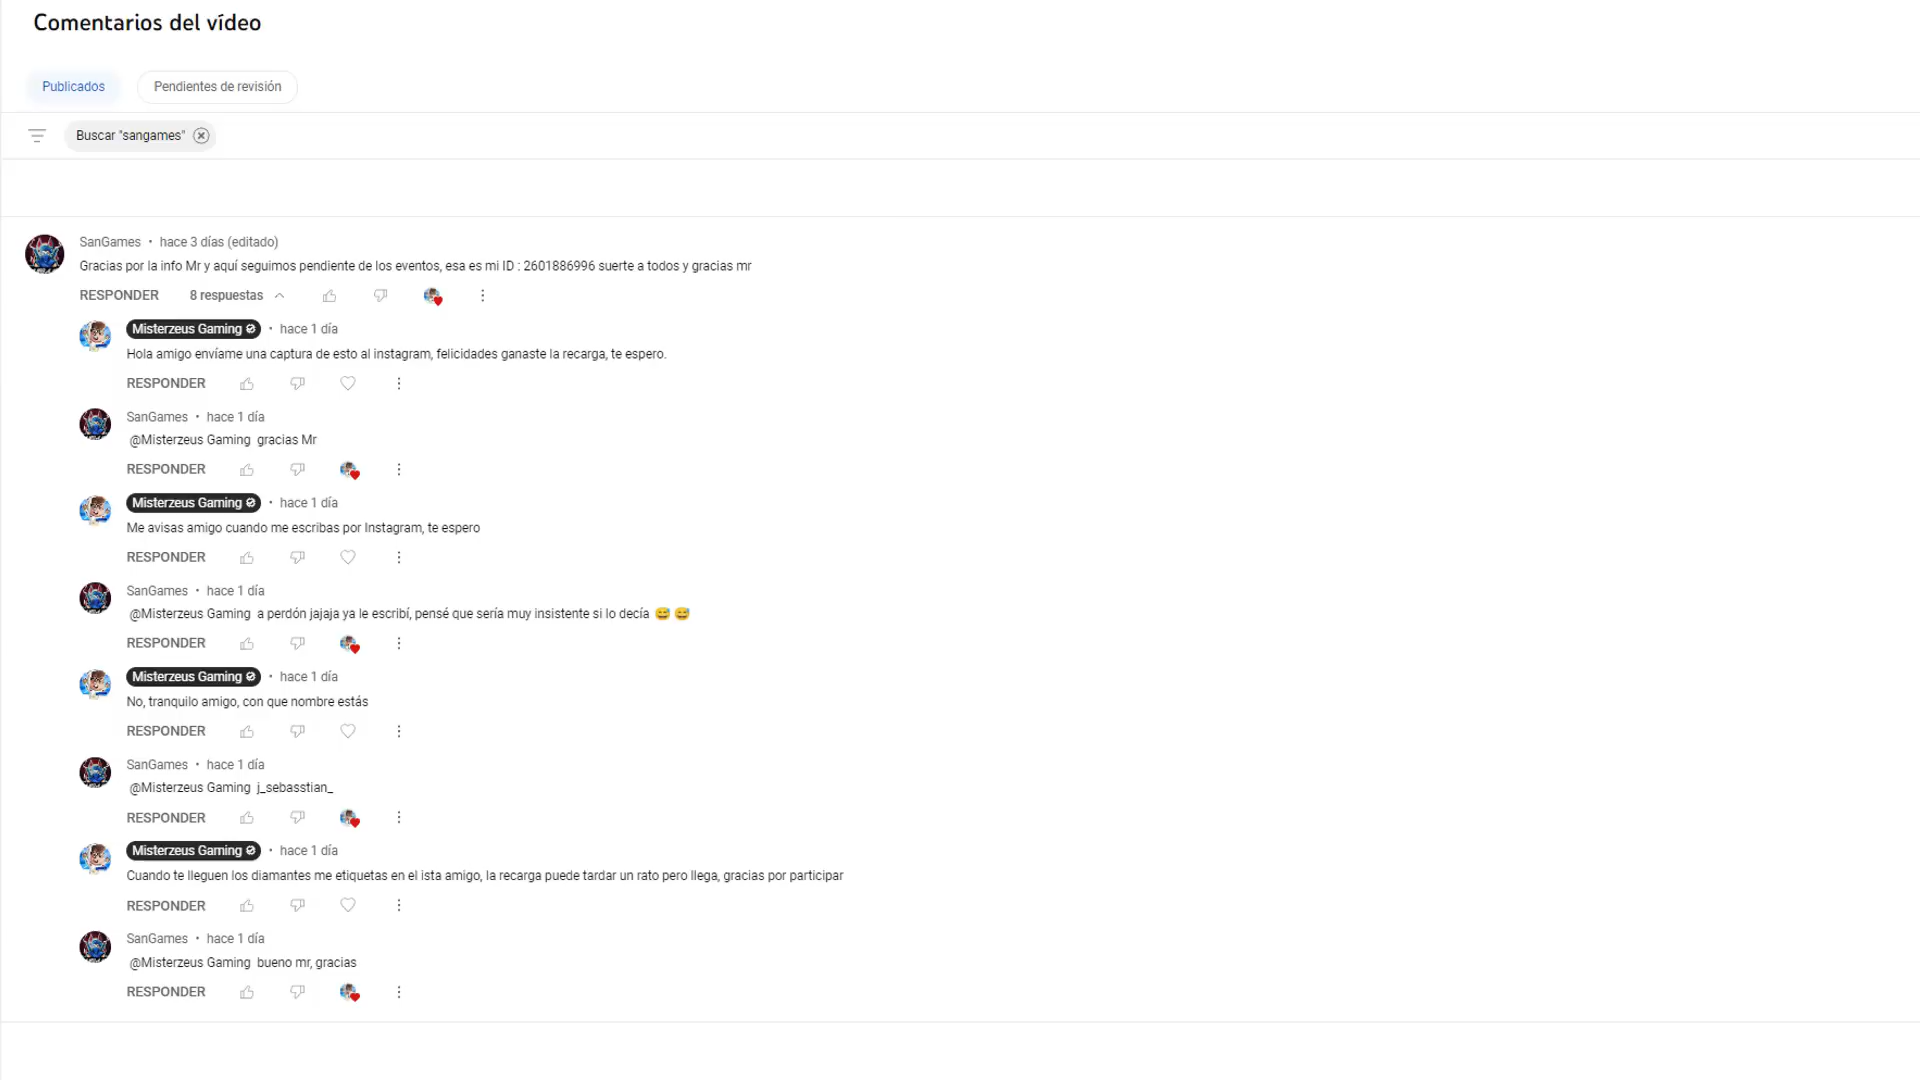 Comentarios del vídeo
Publicados
Pendientes de revisión
Buscar "sangames"
SanGames • hace 3 días (editado)
Gracias por la info Mr y aquí seguimos pendiente de los eventos, esa es mi ID : 2601886996 suerte a todos y gracias mr
RESPONDER 8 respuestas
Misterzeus Gaming • hace 1 día
Hola amigo envíame una captura de esto al instagram, felicidades ganaste la recarga, te espero.
RESPONDER
SanGames • hace 1 día
@Misterzeus Gaming gracias Mr
RESPONDER
Misterzeus Gaming • hace 1 día
Me avisas amigo cuando me escribas por Instagram, te espero
RESPONDER
SanGames • hace 1 día
@Misterzeus Gaming a perdón jajaja ya le escribí, pensé que sería muy insistente si lo decía 😅 😅
RESPONDER
Misterzeus Gaming • hace 1 día
No, tranquilo amigo, con que nombre estás
RESPONDER
SanGames • hace 1 día
@Misterzeus Gaming j_sebasstian_
RESPONDER
Misterzeus Gaming • hace 1 día
Cuando te lleguen los diamantes me etiquetas en el ista amigo, la recarga puede tardar un rato pero llega, gracias por participar
RESPONDER
SanGames • hace 1 día
@Misterzeus Gaming bueno mr, gracias
RESPONDER